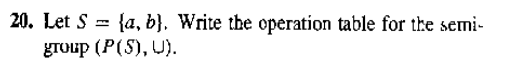 20. Let S = {a, b}. Write the operation table for the semi-
group (P(S), ∪).